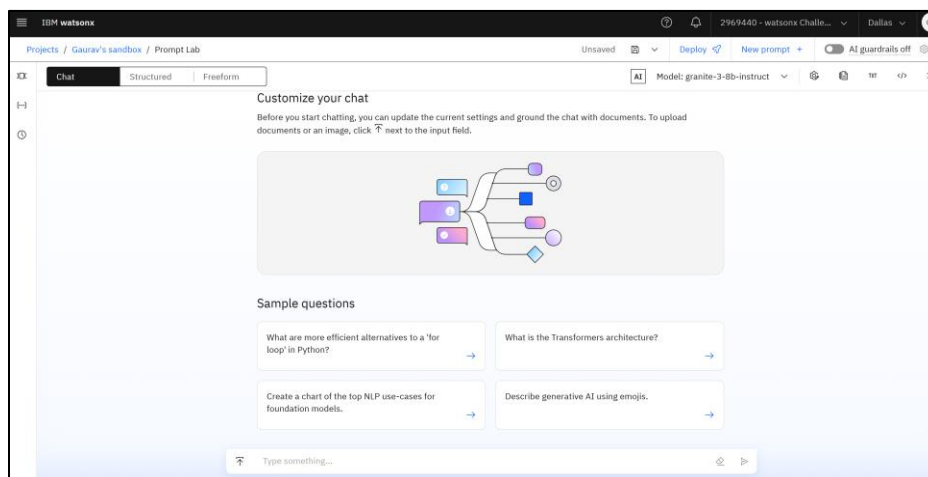 IBM watsonx
2969440 - watsonx Challe...
Dallas
Projects / Gaurav's sandbox / Prompt Lab
Unsaved
Deploy
New prompt +
AI guardrails off
Chat
Structured
Freeform
AI
Model: granite-3-8b-instruct
Customize your chat
Before you start chatting, you can update the current settings and ground the chat with documents. To upload
documents or an image, click ↑ next to the input field.
Sample questions
What are more efficient alternatives to a 'for
loop' in Python?
What is the Transformers architecture?
Create a chart of the top NLP use-cases for
foundation models.
Describe generative AI using emojis.
Type something...